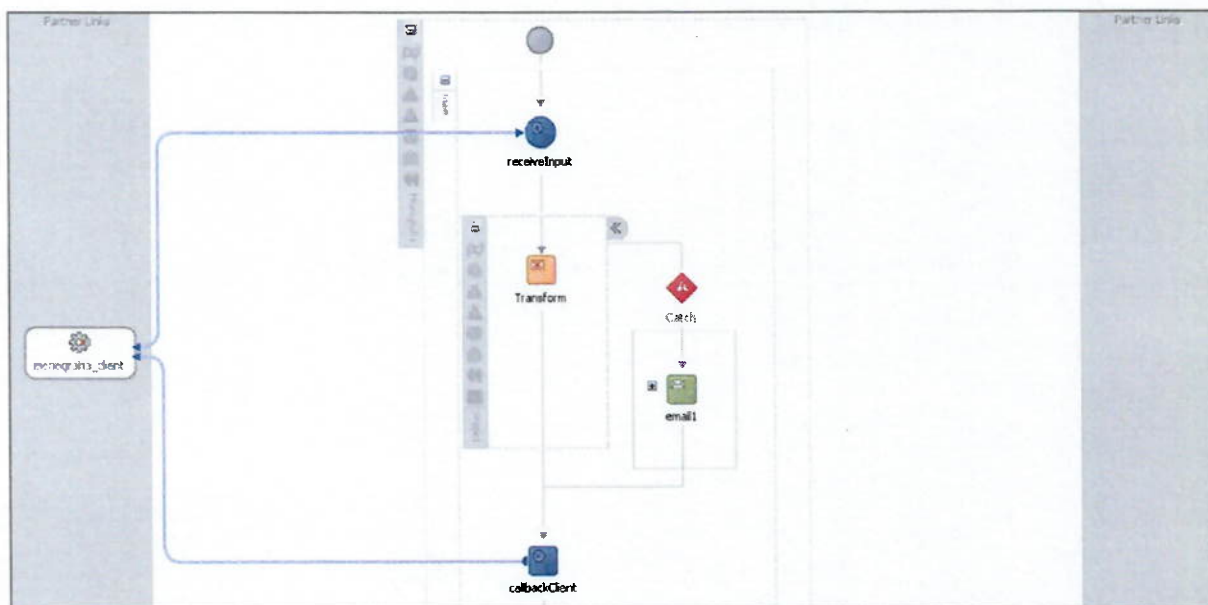 Partner Links
Partner Links
receiveInput
Transform
Catch
email1
callbackClient